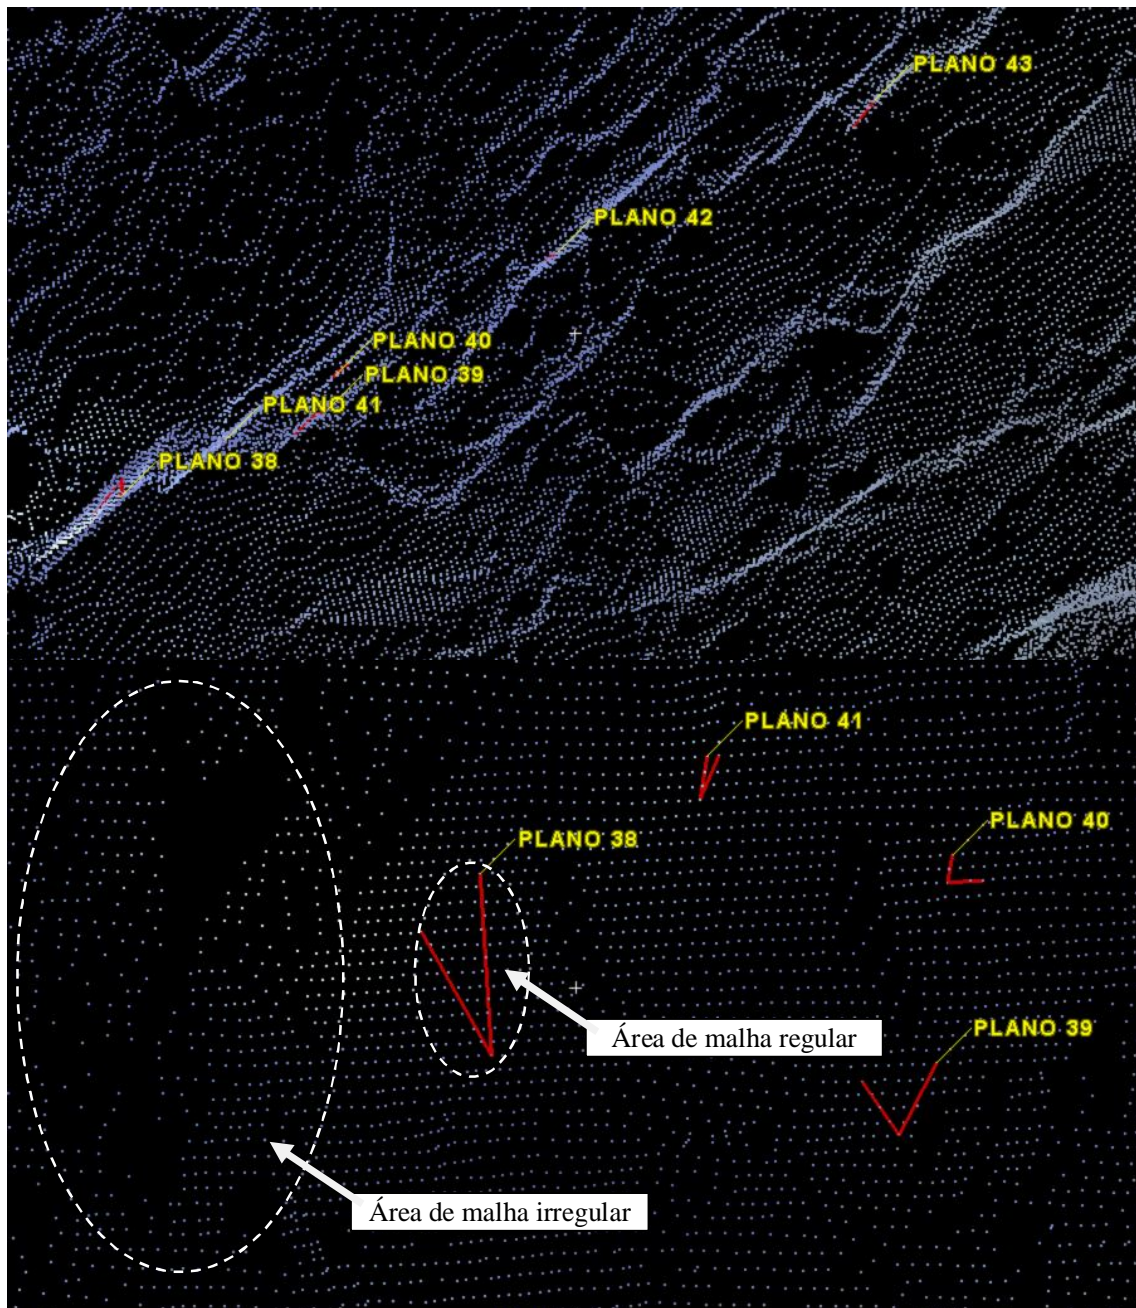 PLANO 43
PLANO 42
PLANO 40
PLANO 39
PLANO 41
PLANO 38
PLANO 41
PLANO 40
PLANO 38
PLANO 39
Área de malha regular
Área de malha irregular